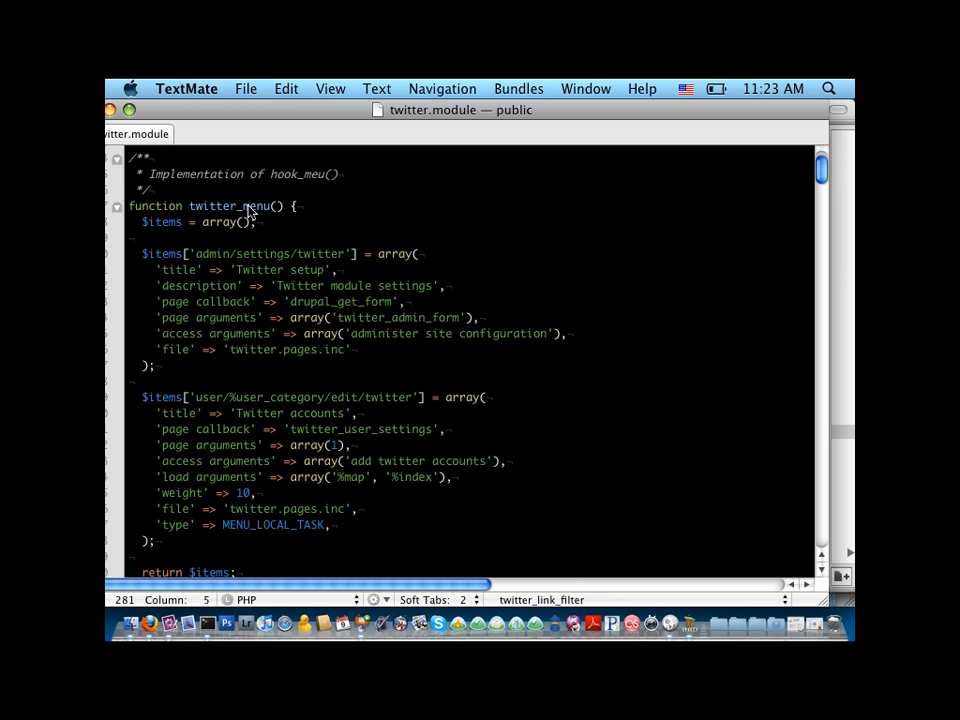 TextMate File Edit View Text Navigation Bundles Window Help 11:23 AM
twitter.module — public
witter.module
/**
* Implementation of hook_meu()
*/
function twitter_menu() {
$items = array();
$items['admin/settings/twitter'] = array(
'title' => 'Twitter setup',
'description' => 'Twitter module settings',
'page callback' => 'drupal_get_form',
'page arguments' => array('twitter_admin_form'),
'access arguments' => array('administer site configuration'),
'file' => 'twitter.pages.inc'
);
$items['user/%user_category/edit/twitter'] = array(
'title' => 'Twitter accounts',
'page callback' => 'twitter_user_settings',
'page arguments' => array(1),
'access arguments' => array('add twitter accounts'),
'load arguments' => array('%map', '%index'),
'weight' => 10,
'file' => 'twitter.pages.inc',
'type' => MENU_LOCAL_TASK,
);
return $items;
281 Column: 5 PHP Soft Tabs: 2 twitter_link_filter
Ps Lr